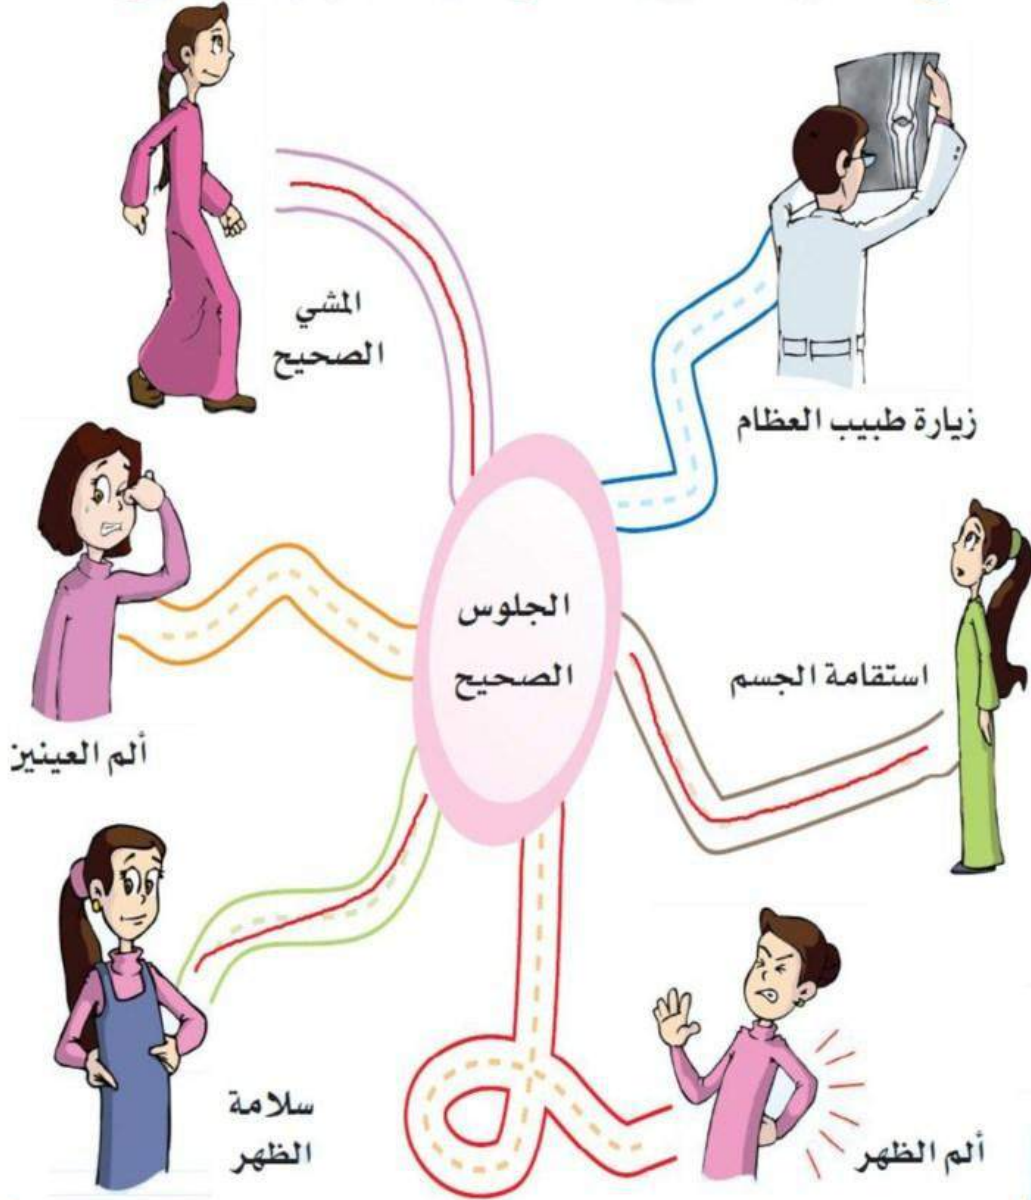 المشي
الصحيح
زيارة طبيب العظام
الجلوس
الصحيح
استقامة الجسم
ألم العينين
سلامة
الظهر
ألم الظهر